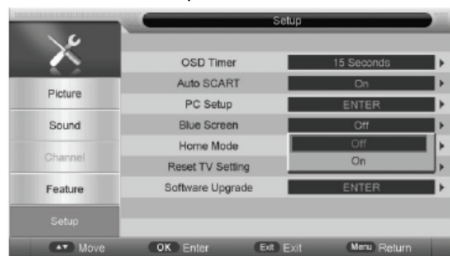 Setup
OSD Timer 15 Seconds
Auto SCART On
Picture
PC Setup ENTER
Sound
Blue Screen Off
Home Mode Off
Channel
On
Reset TV Setting
Feature
Software Upgrade ENTER
Setup
Move OK Enter Exit Exit Menu Return